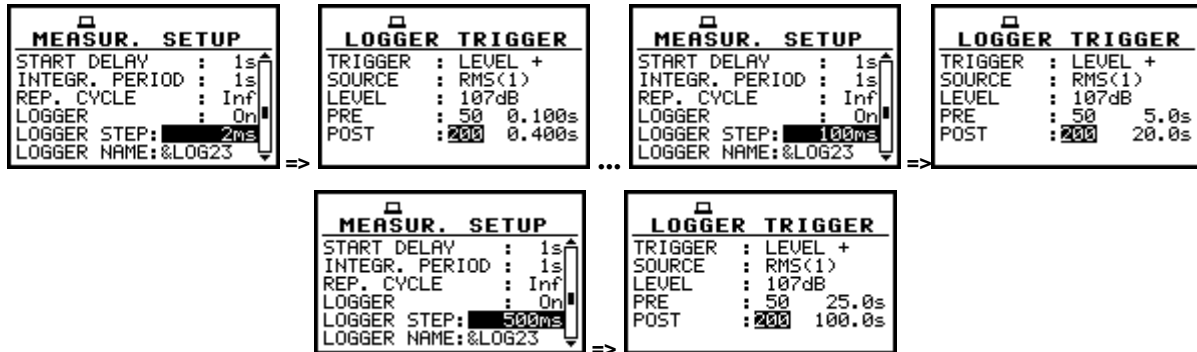 MEASUR. SETUP
START DELAY : 1s
INTEGR. PERIOD : 1s
REP. CYCLE : Inf
LOGGER : On
LOGGER STEP: 2ms
LOGGER NAME:&LOG23
=>
LOGGER TRIGGER
TRIGGER : LEVEL +
SOURCE : RMS(1)
LEVEL : 107dB
PRE : 50 0.100s
POST :200 0.400s
...
MEASUR. SETUP
START DELAY : 1s
INTEGR. PERIOD : 1s
REP. CYCLE : Inf
LOGGER : On
LOGGER STEP: 100ms
LOGGER NAME:&LOG23
=>
LOGGER TRIGGER
TRIGGER : LEVEL +
SOURCE : RMS(1)
LEVEL : 107dB
PRE : 50 5.0s
POST :200 20.0s
MEASUR. SETUP
START DELAY : 1s
INTEGR. PERIOD : 1s
REP. CYCLE : Inf
LOGGER : On
LOGGER STEP: 500ms
LOGGER NAME:&LOG23
=>
LOGGER TRIGGER
TRIGGER : LEVEL +
SOURCE : RMS(1)
LEVEL : 107dB
PRE : 50 25.0s
POST :200 100.0s